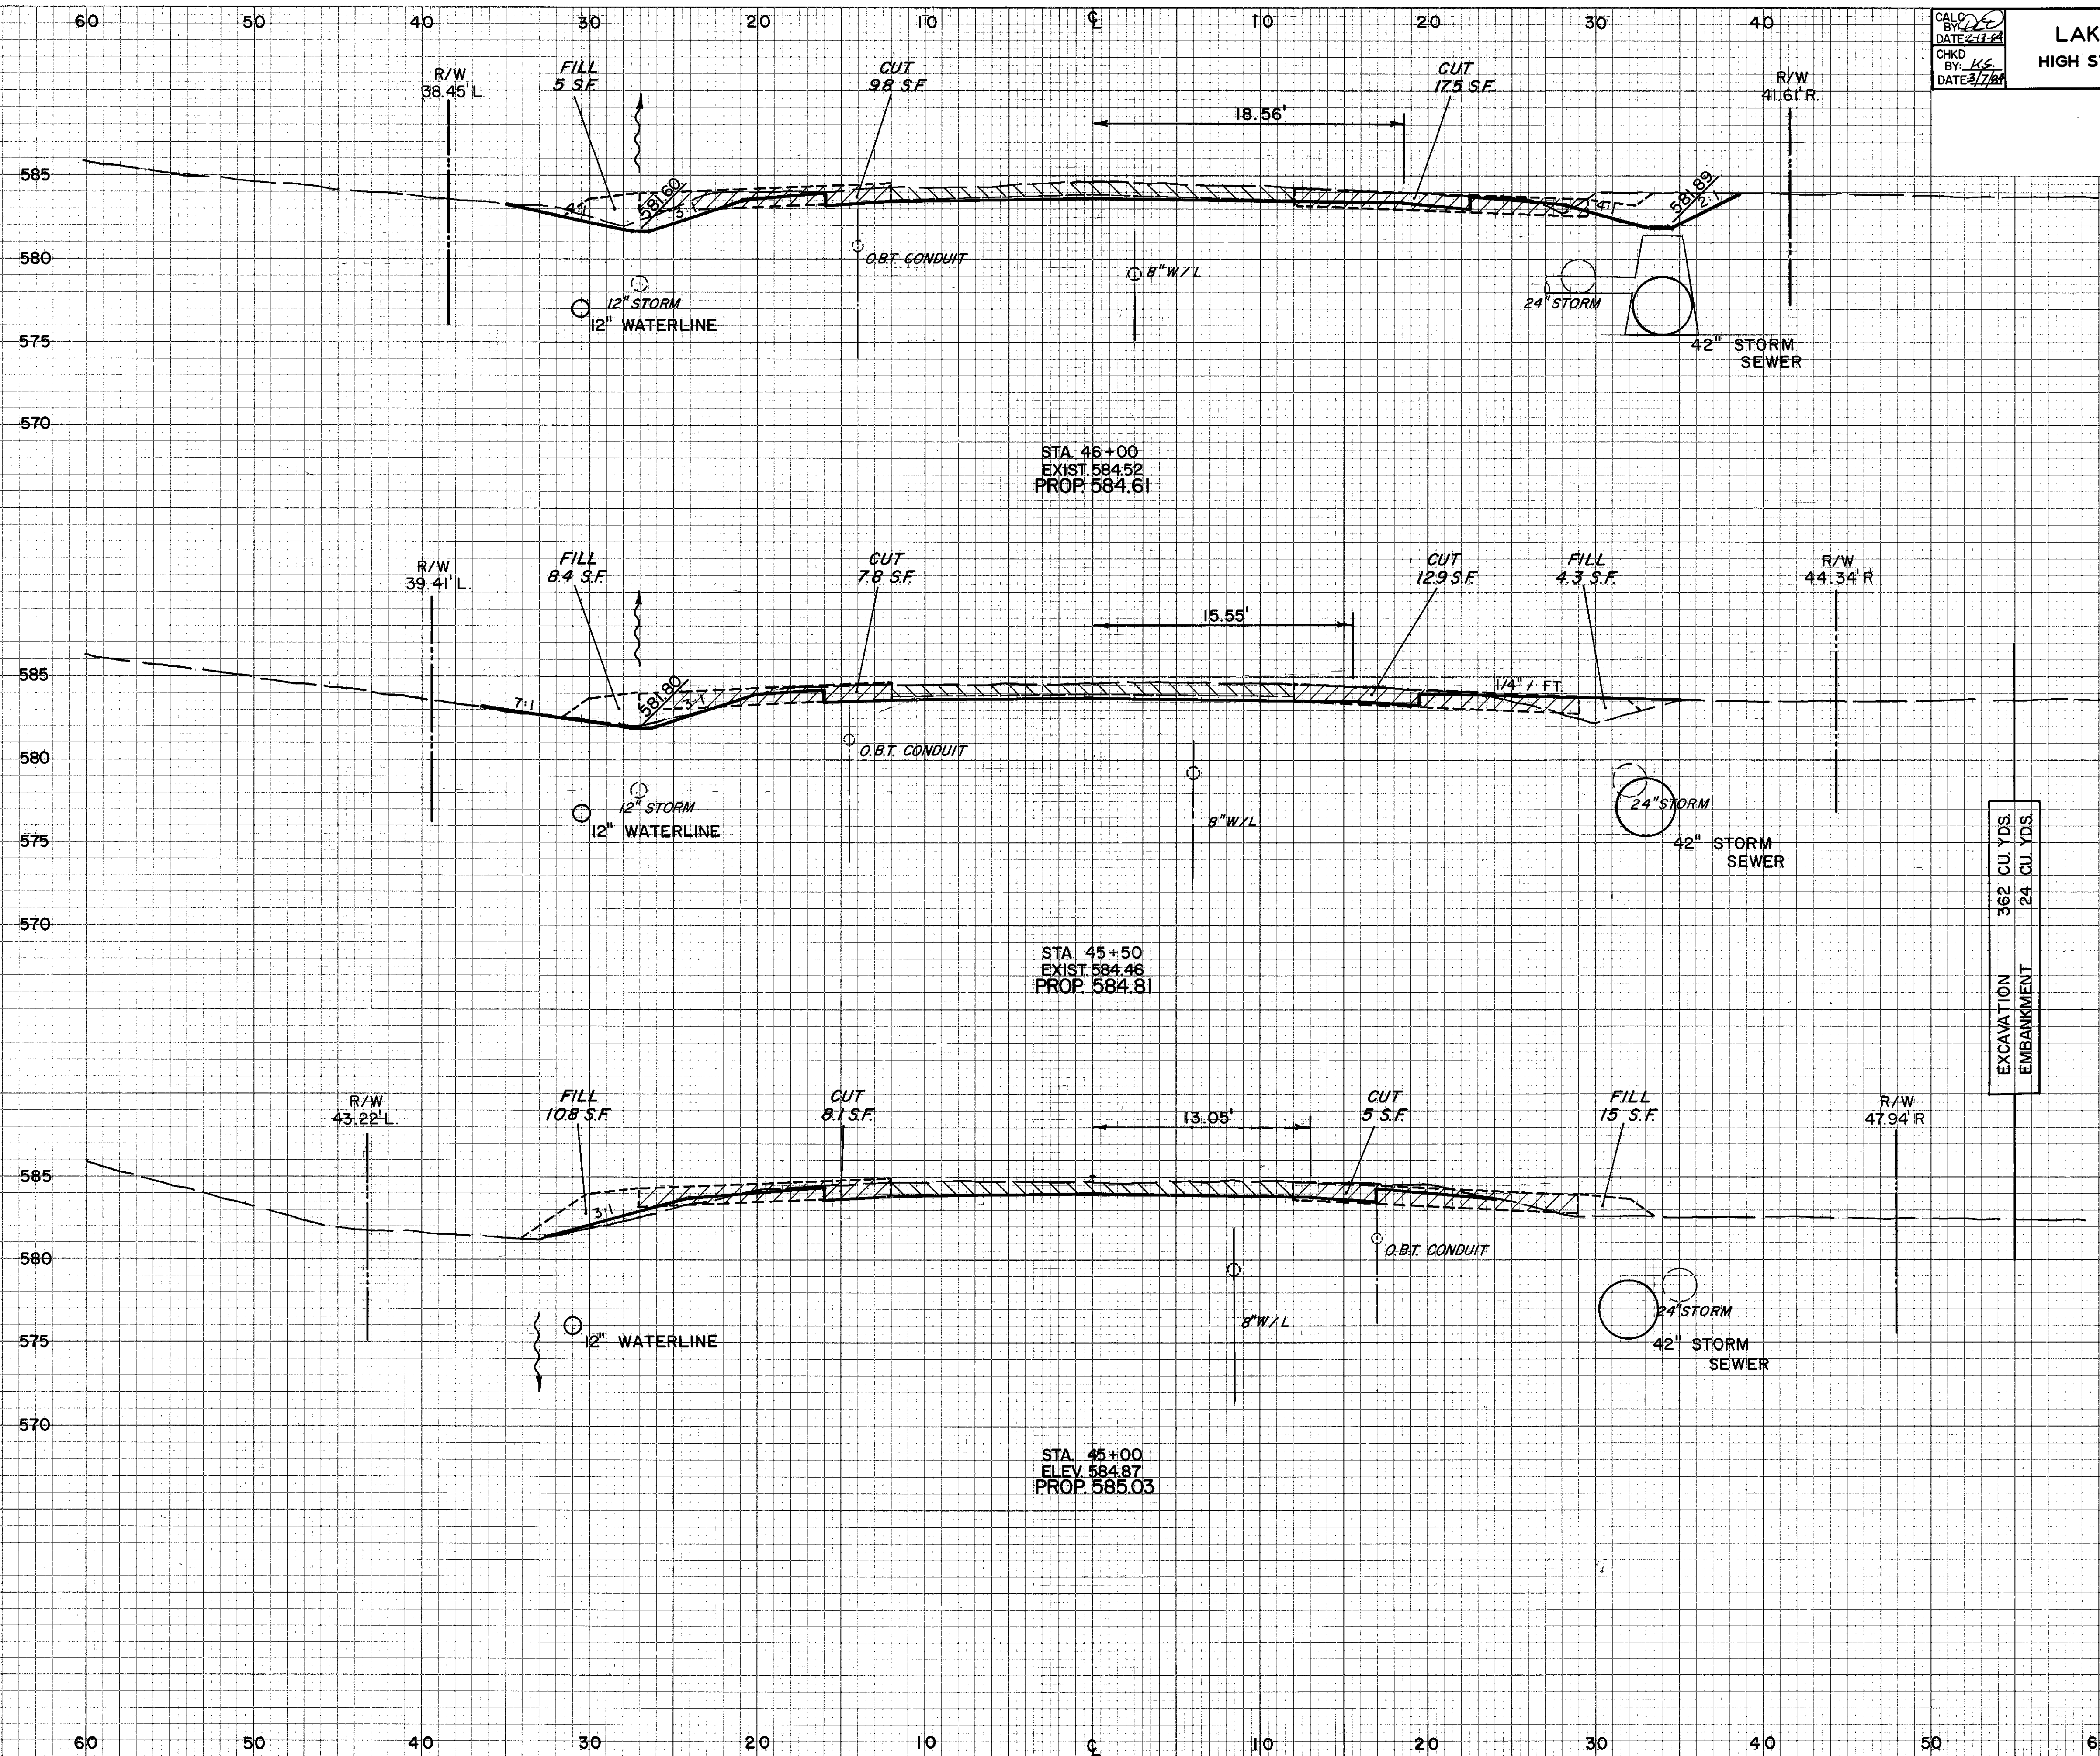 60 50 40 30 20 10 ℄ 10 20 30 40
CALC
BY
DATE
CHKD
BY: K.S.
DATE 3/7/84
LAK
HIGH S
R/W
38.45' L
FILL
5 S.F.
CUT
9.8 S.F.
18.56'
CUT
17.5 S.F.
R/W
41.61' R.
585
4:1
581.60
3:1
4:1
581.89
2:1
580
O.B.T. CONDUIT
8" W/L
12" STORM
12" WATERLINE
24" STORM
575
42" STORM
SEWER
570
STA. 46+00
EXIST. 584.52
PROP. 584.61
R/W
39.41' L.
FILL
8.4 S.F.
CUT
7.8 S.F.
15.55'
CUT
12.9 S.F.
FILL
4.3 S.F.
R/W
44.34' R
585
7:1
581.80
3:1
1/4" / FT.
580
O.B.T. CONDUIT
12" STORM
12" WATERLINE
8" W/L
24" STORM
575
42" STORM
SEWER
570
STA. 45+50
EXIST. 584.46
PROP. 584.81
EXCAVATION 362 CU. YDS.
EMBANKMENT 24 CU. YDS.
R/W
43.22' L.
FILL
10.8 S.F.
CUT
8.1 S.F.
13.05'
CUT
5 S.F.
FILL
15 S.F.
R/W
47.94' R
585
3:1
580
O.B.T. CONDUIT
8" W/L
24" STORM
575
12" WATERLINE
42" STORM
SEWER
570
STA. 45+00
ELEV. 584.87
PROP. 585.03
60 50 40 30 20 10 ℄ 10 20 30 40 50 6